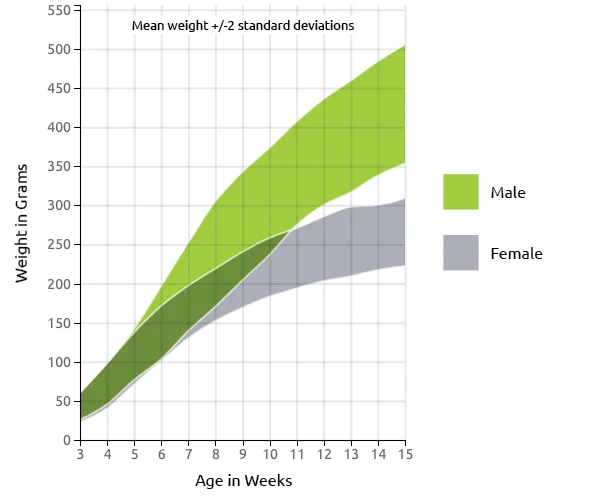 Mean weight +/-2 standard deviations
550
500
450
400
350
300
250
200
150
100
50
0
Weight in Grams
3 4 5 6 7 8 9 10 11 12 13 14 15
Age in Weeks
Male
Female